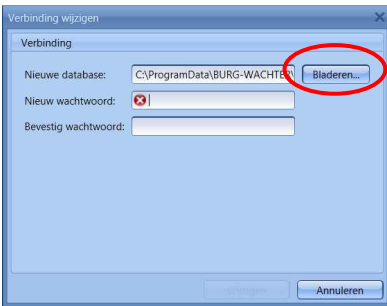 Verbinding wijzigen
Verbinding
Nieuwe database: C:\ProgramData\BURG-WACHTER\ Bladeren...
Nieuw wachtwoord:
Bevestig wachtwoord:
Annuleren